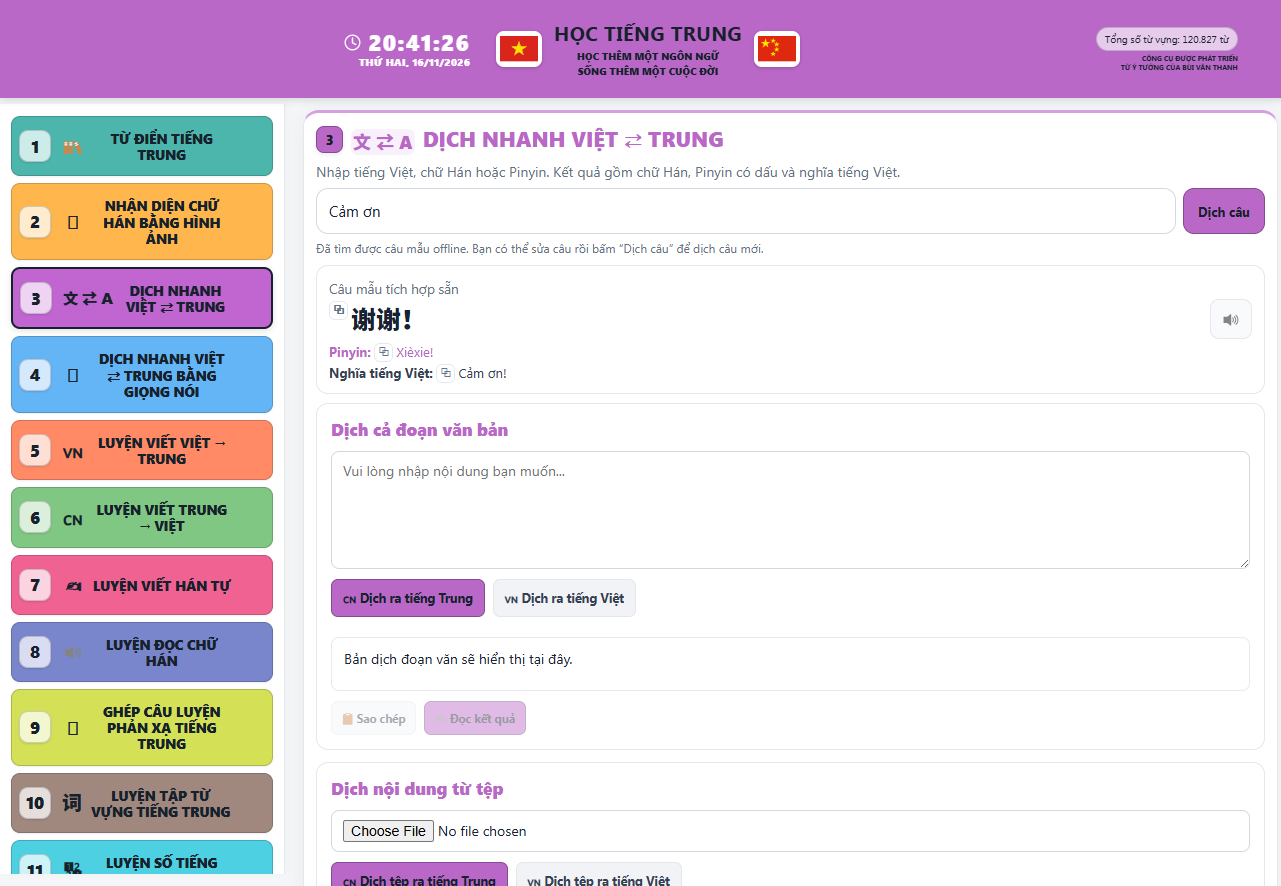 20:41:26
THỨ HAI, 16/11/2026
HỌC TIẾNG TRUNG
HỌC THÊM MỘT NGÔN NGỮ
SỐNG THÊM MỘT CUỘC ĐỜI
Tổng số từ vựng: 120.827 từ
CÔNG CỤ ĐƯỢC PHÁT TRIỂN
TỪ Ý TƯỞNG CỦA BÙI VĂN THANH
1 TỪ ĐIỂN TIẾNG
TRUNG
2 NHẬN DIỆN CHỮ
HÁN BẰNG HÌNH
ẢNH
3 文 ⇄ A DỊCH NHANH
VIỆT ⇄ TRUNG
4 DỊCH NHANH VIỆT
⇄ TRUNG BẰNG
GIỌNG NÓI
5 VN LUYỆN VIẾT VIỆT →
TRUNG
6 CN LUYỆN VIẾT TRUNG
→ VIỆT
7 LUYỆN VIẾT HÁN TỰ
8 LUYỆN ĐỌC CHỮ
HÁN
9 GHÉP CÂU LUYỆN
PHẢN XẠ TIẾNG
TRUNG
10 词 LUYỆN TẬP TỪ
VỰNG TIẾNG TRUNG
11 LUYỆN SỐ TIẾNG
3 文 ⇄ A DỊCH NHANH VIỆT ⇄ TRUNG
Nhập tiếng Việt, chữ Hán hoặc Pinyin. Kết quả gồm chữ Hán, Pinyin có dấu và nghĩa tiếng Việt.
Cảm ơn
Dịch câu
Đã tìm được câu mẫu offline. Bạn có thể sửa câu rồi bấm “Dịch câu” để dịch câu mới.
Câu mẫu tích hợp sẵn
谢谢！
Pinyin: Xièxie!
Nghĩa tiếng Việt: Cảm ơn!
Dịch cả đoạn văn bản
Vui lòng nhập nội dung bạn muốn...
CN Dịch ra tiếng Trung
VN Dịch ra tiếng Việt
Bản dịch đoạn văn sẽ hiển thị tại đây.
Sao chép
Đọc kết quả
Dịch nội dung từ tệp
Choose File No file chosen
CN Dịch tệp ra tiếng Trung
VN Dịch tệp ra tiếng Việt